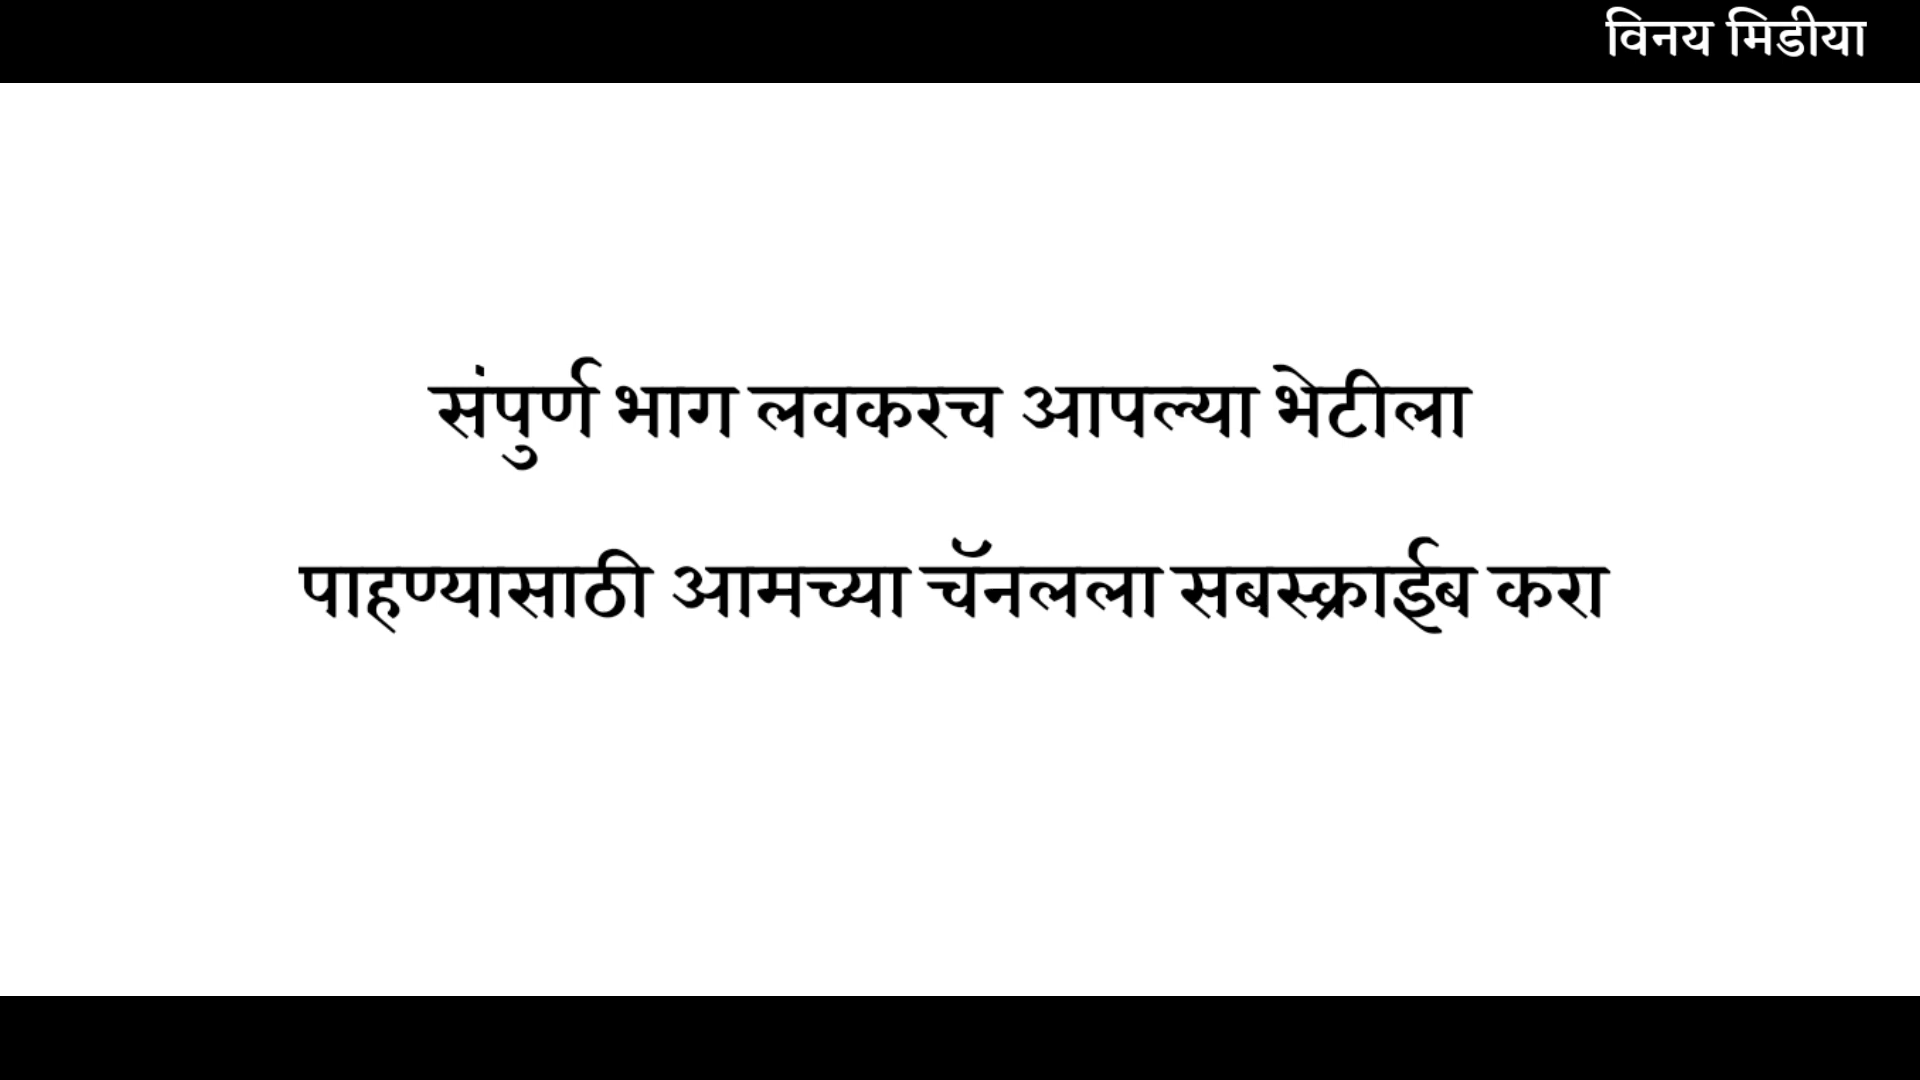 विनय मिडीया
संपुर्ण भाग लवकरच आपल्या भेटीला
पाहण्यासाठी आमच्या चॅनलला सबस्क्राईब करा